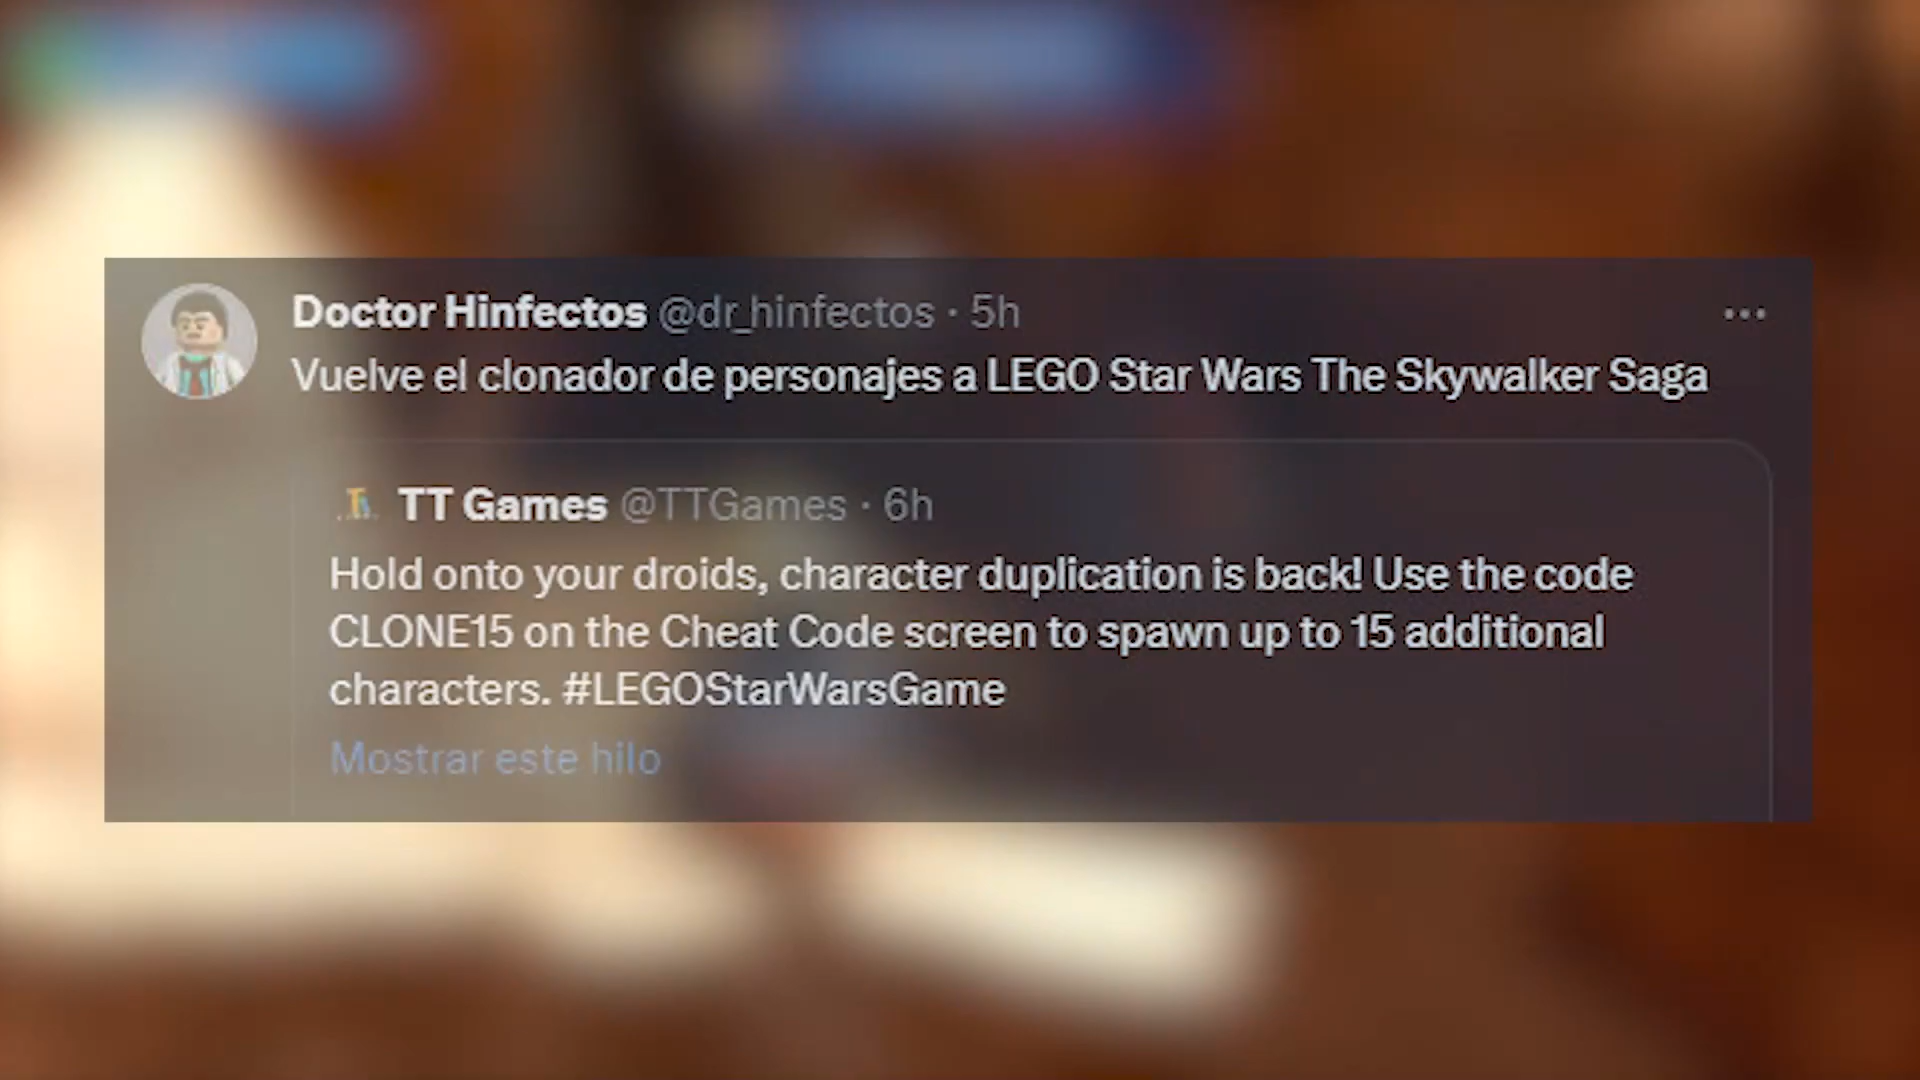 Doctor Hinfectos @dr_hinfectos · 5h
Vuelve el clonador de personajes a LEGO Star Wars The Skywalker Saga
TT Games @TTGames · 6h
Hold onto your droids, character duplication is back! Use the code
CLONE15 on the Cheat Code screen to spawn up to 15 additional
characters. #LEGOStarWarsGame
Mostrar este hilo